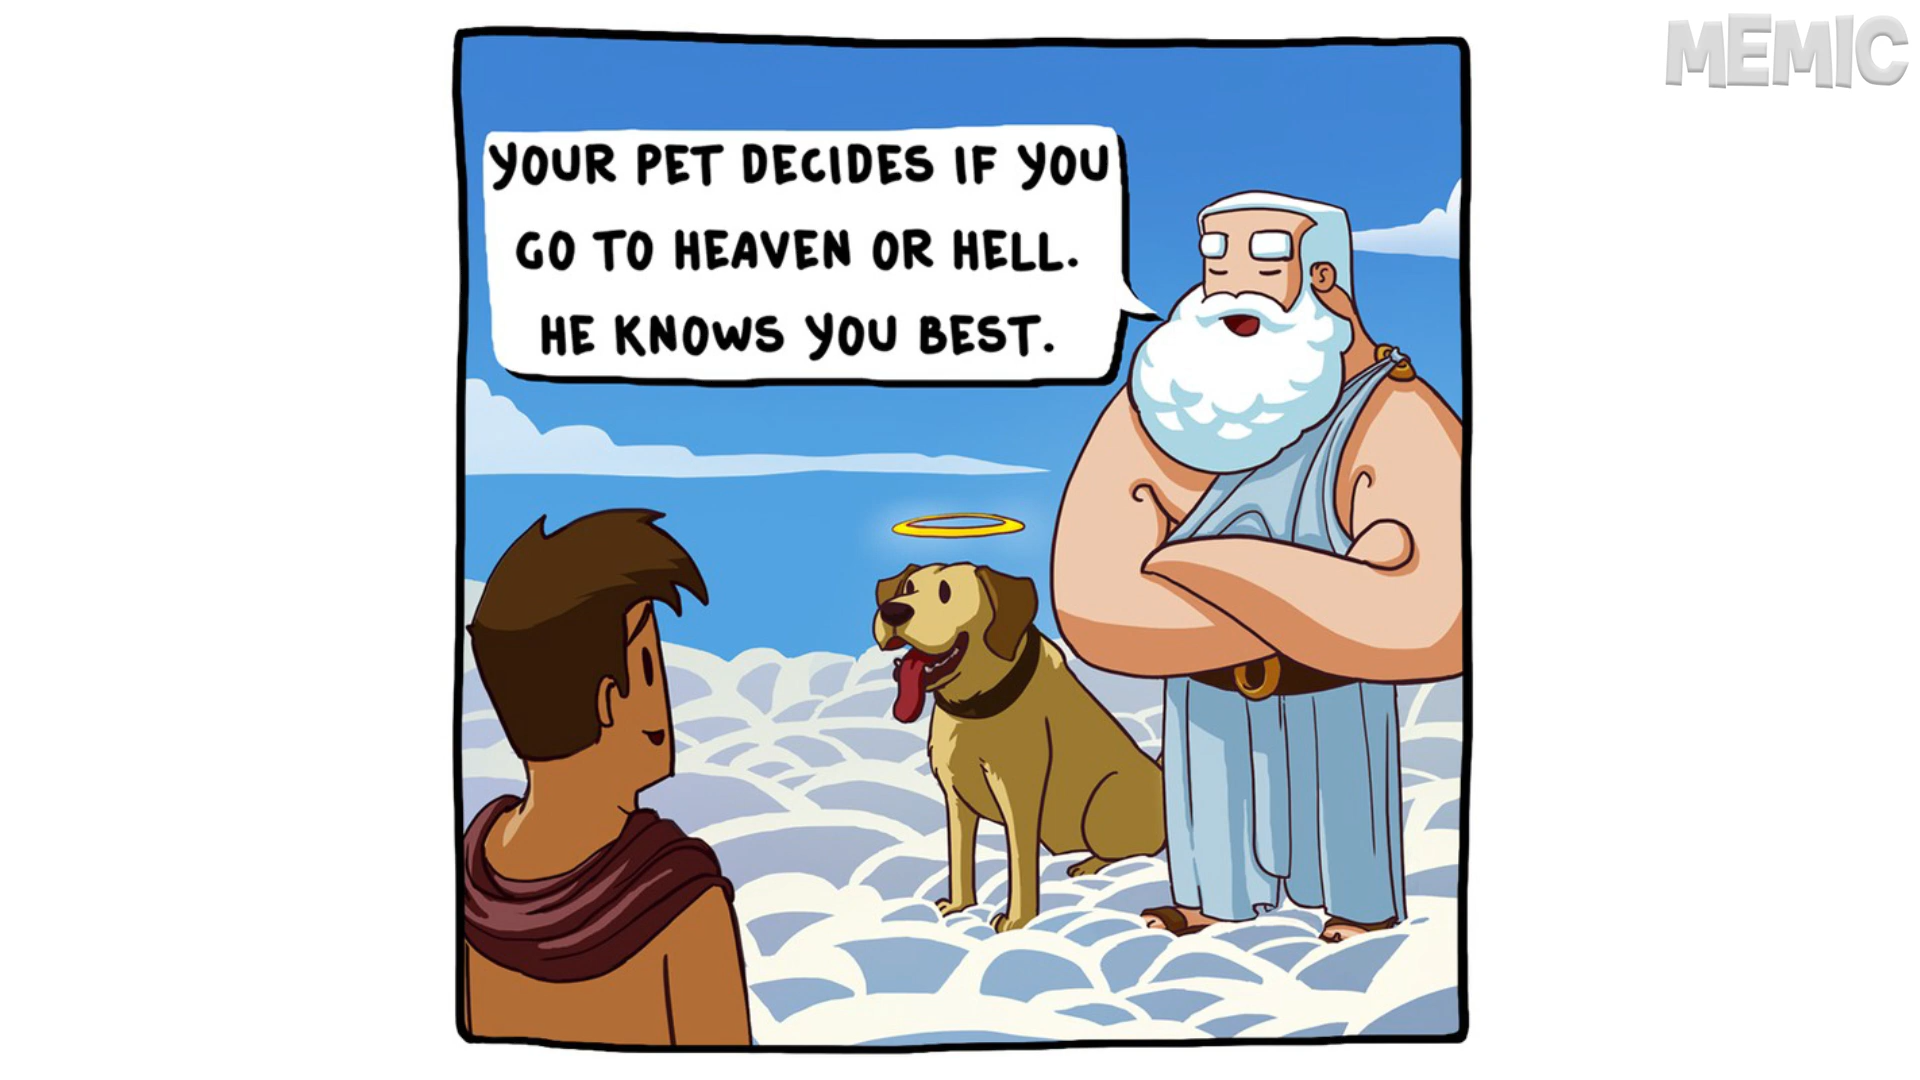 MEMIC
YOUR PET DECIDES IF YOU
GO TO HEAVEN OR HELL.
HE KNOWS YOU BEST.